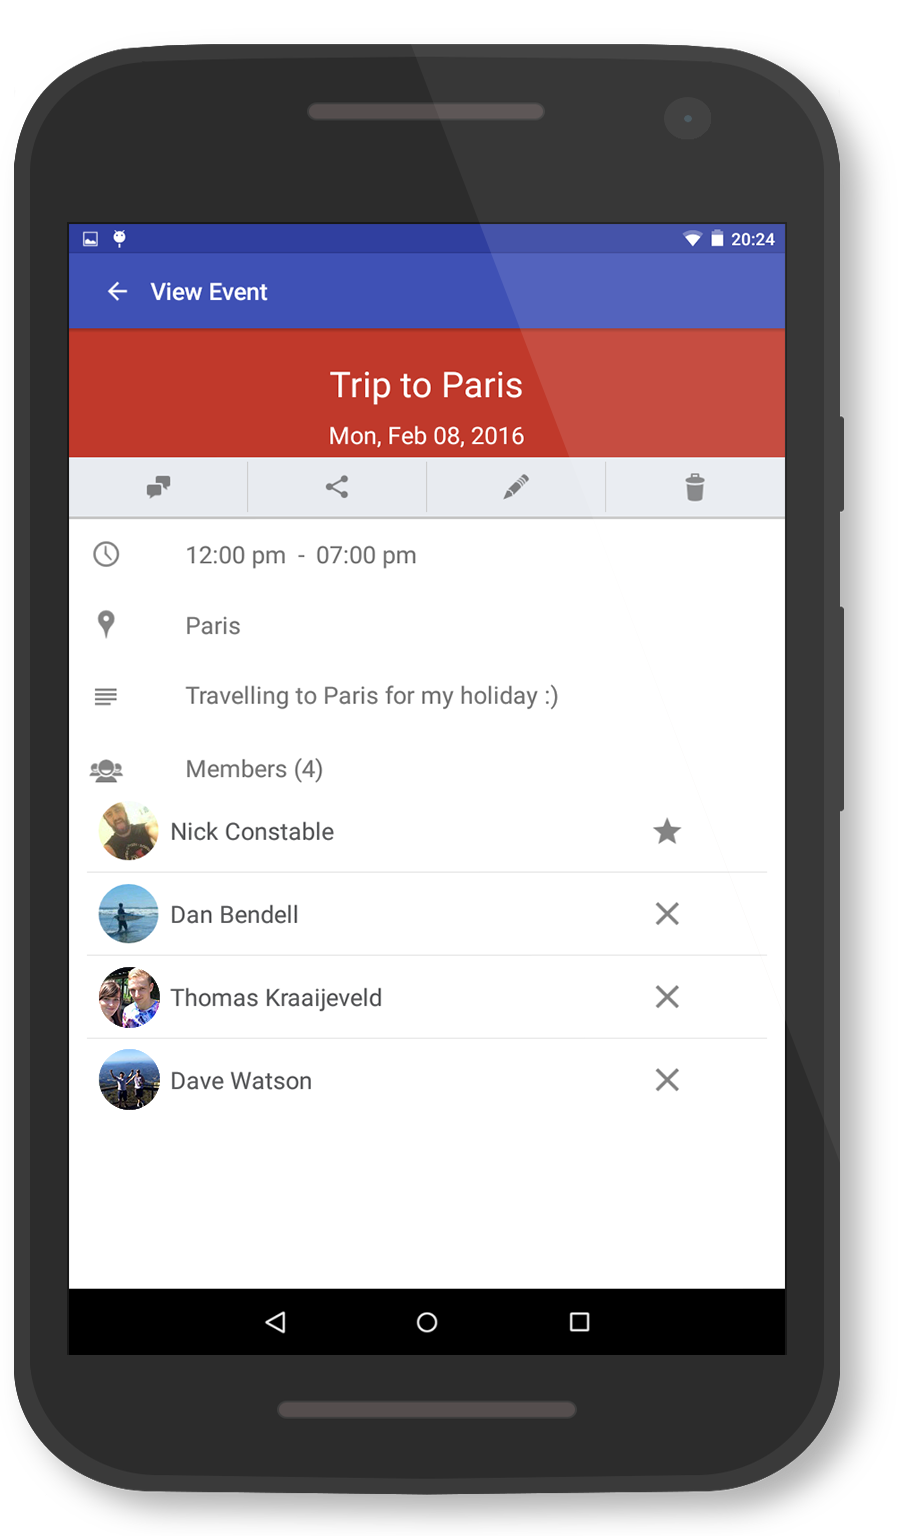 20:24
View Event
Trip to Paris
Mon, Feb 08, 2016
12:00 pm - 07:00 pm
Paris
Travelling to Paris for my holiday :)
Members (4)
Nick Constable
Dan Bendell
Thomas Kraaijeveld
Dave Watson